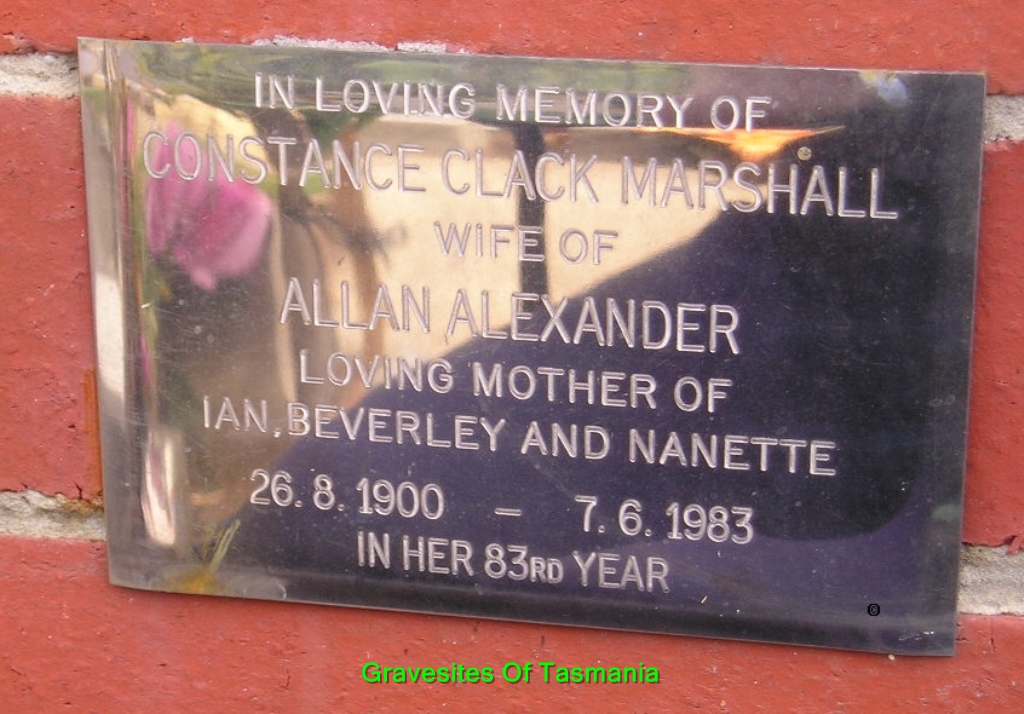 IN LOVING MEMORY OF
CONSTANCE CLACK MARSHALL
WIFE OF
ALLAN ALEXANDER
LOVING MOTHER OF
IAN, BEVERLEY AND NANETTE
26. 8. 1900 – 7. 6. 1983
IN HER 83RD YEAR
©
Gravesites Of Tasmania